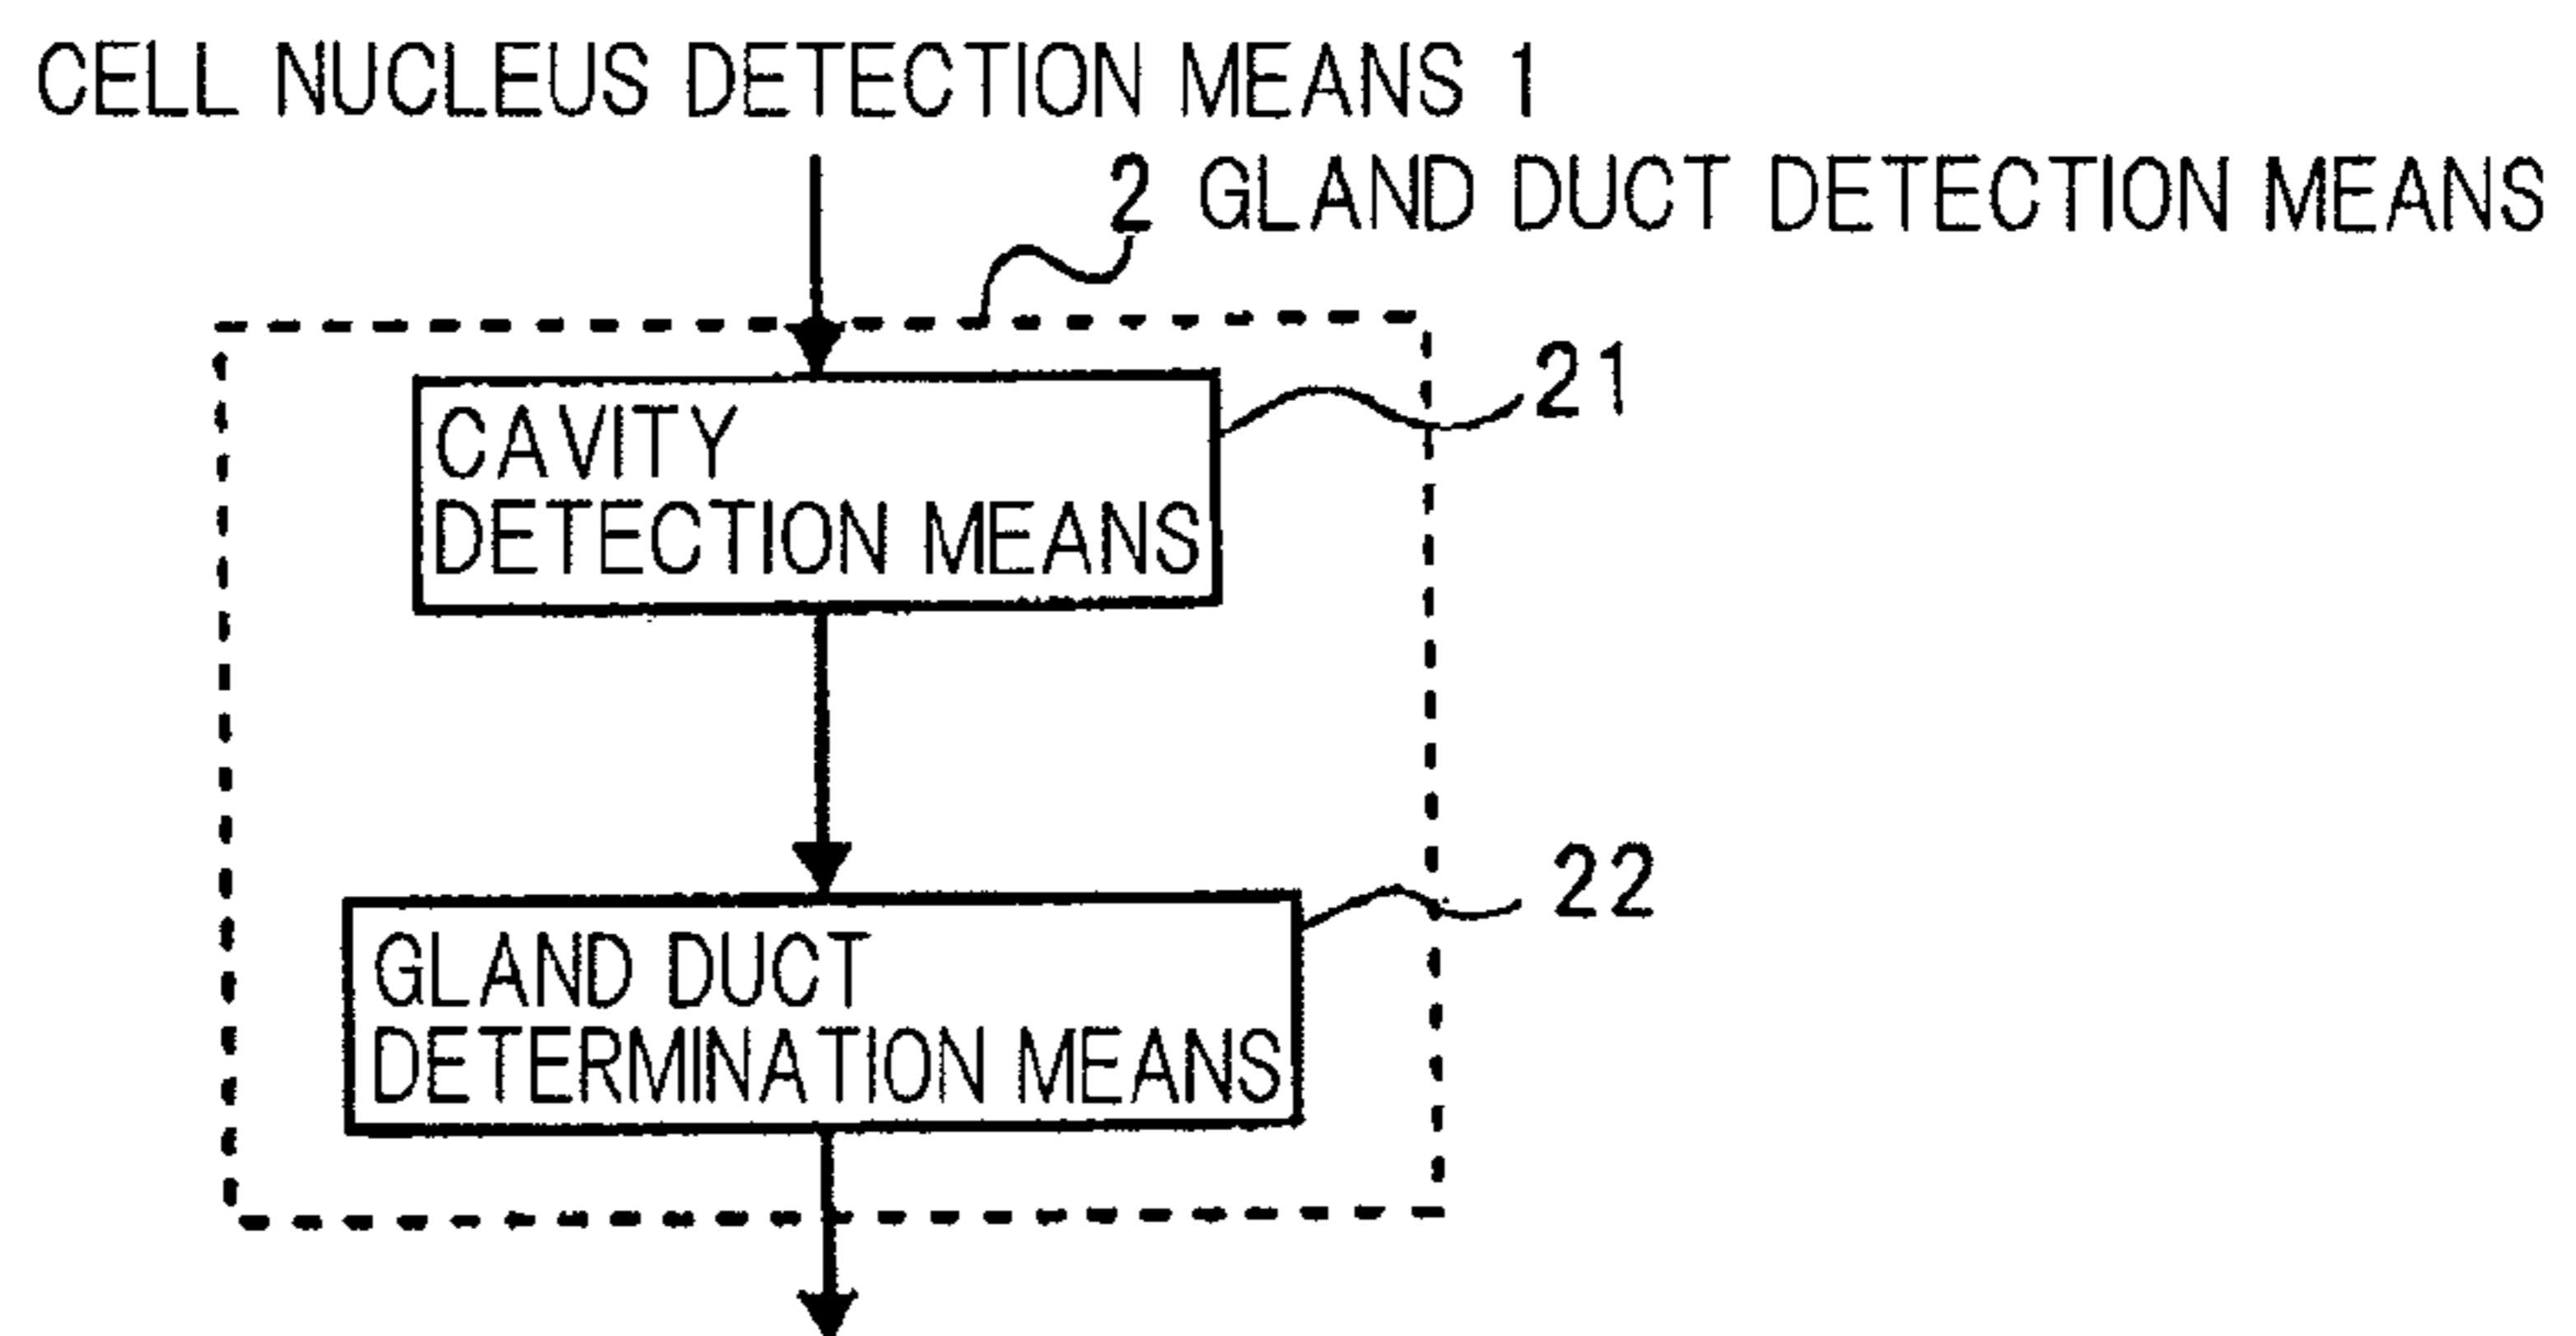 CELL NUCLEUS DETECTION MEANS 1
2 GLAND DUCT DETECTION MEANS
21
CAVITY
DETECTION MEANS
22
GLAND DUCT
DETERMINATION MEANS